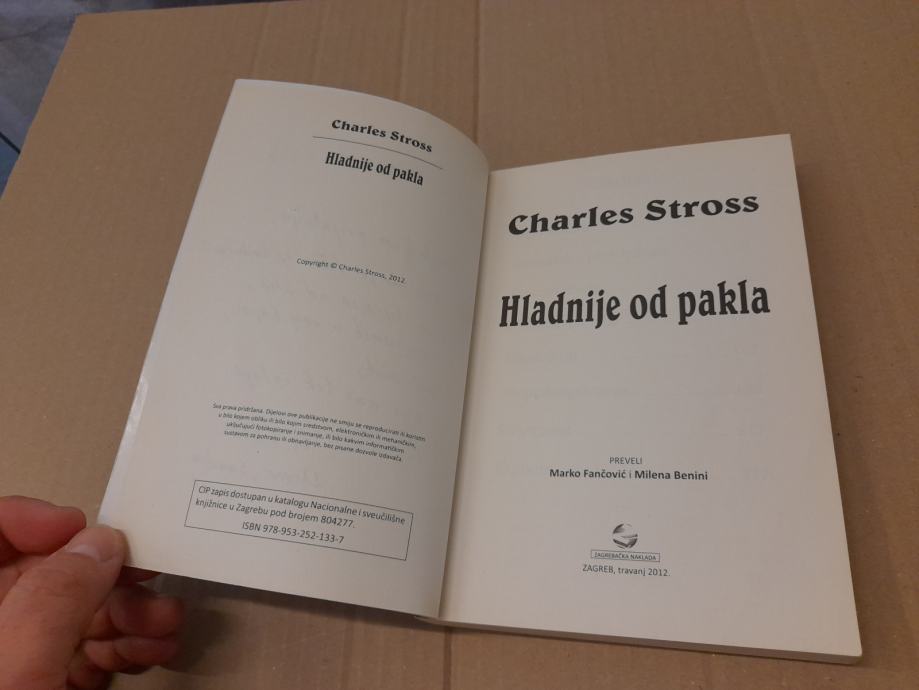 Charles Stross
Hladnije od pakla
Copyright © Charles Stross, 2012
Sva prava pridržana. Dijelovi ove publikacije ne smiju se reproducirati ili koristiti
u bilo kojem obliku ili bilo kojim sredstvom, elektroničkim ili mehaničkim,
uključujući fotokopiranje i snimanje, ili bilo kakvim informatičkim
sustavom za pohranu ili obnavljanje, bez pisane dozvole izdavača.
CIP zapis dostupan u katalogu Nacionalne i sveučilišne
knjižnice u Zagrebu pod brojem 804277.
ISBN 978-953-252-133-7
Charles Stross
Hladnije od pakla
PREVELI
Marko Fančović i Milena Benini
ZAGREBAČKA NAKLADA
ZAGREB, travanj 2012.